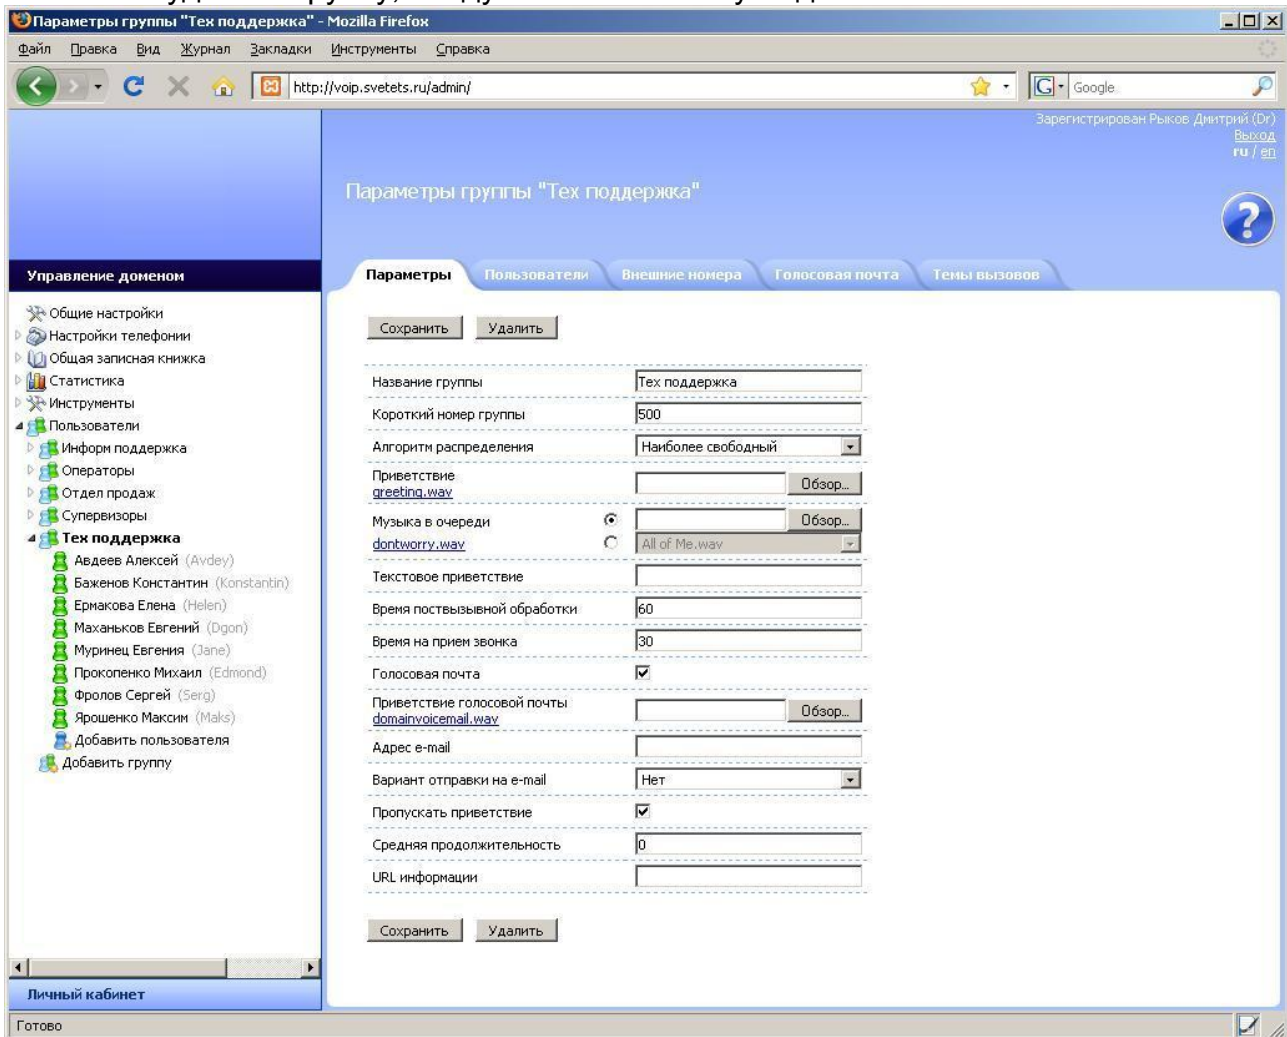 Параметры группы "Тех поддержка" - Mozilla Firefox
Файл Правка Вид Журнал Закладки Инструменты Справка
http://voip.svetets.ru/admin/
G Google
Зарегистрирован Рыков Дмитрий (Dr)
Выход
ru / en
Параметры группы "Тех поддержка"
?
Управление доменом
Параметры Пользователи Внешние номера Голосовая почта Темы вызовов
Общие настройки
Настройки телефонии
Общая записная книжка
Статистика
Инструменты
Пользователи
Информ поддержка
Операторы
Отдел продаж
Супервизоры
Тех поддержка
Авдеев Алексей (Avdey)
Баженов Константин (Konstantin)
Ермакова Елена (Helen)
Маханьков Евгений (Dgon)
Муринец Евгения (Jane)
Прокопенко Михаил (Edmond)
Фролов Сергей (Serg)
Ярошенко Максим (Maks)
Добавить пользователя
Добавить группу
Личный кабинет
Сохранить Удалить
Название группы Тех поддержка
Короткий номер группы 500
Алгоритм распределения Наиболее свободный
Приветствие
greeting.wav Обзор...
Музыка в очереди Обзор...
dontworry.wav All of Me.wav
Текстовое приветствие
Время поствызывной обработки 60
Время на прием звонка 30
Голосовая почта
Приветствие голосовой почты
domainvoicemail.wav Обзор...
Адрес e-mail
Вариант отправки на e-mail Нет
Пропускать приветствие
Средняя продолжительность 0
URL информации
Сохранить Удалить
Готово